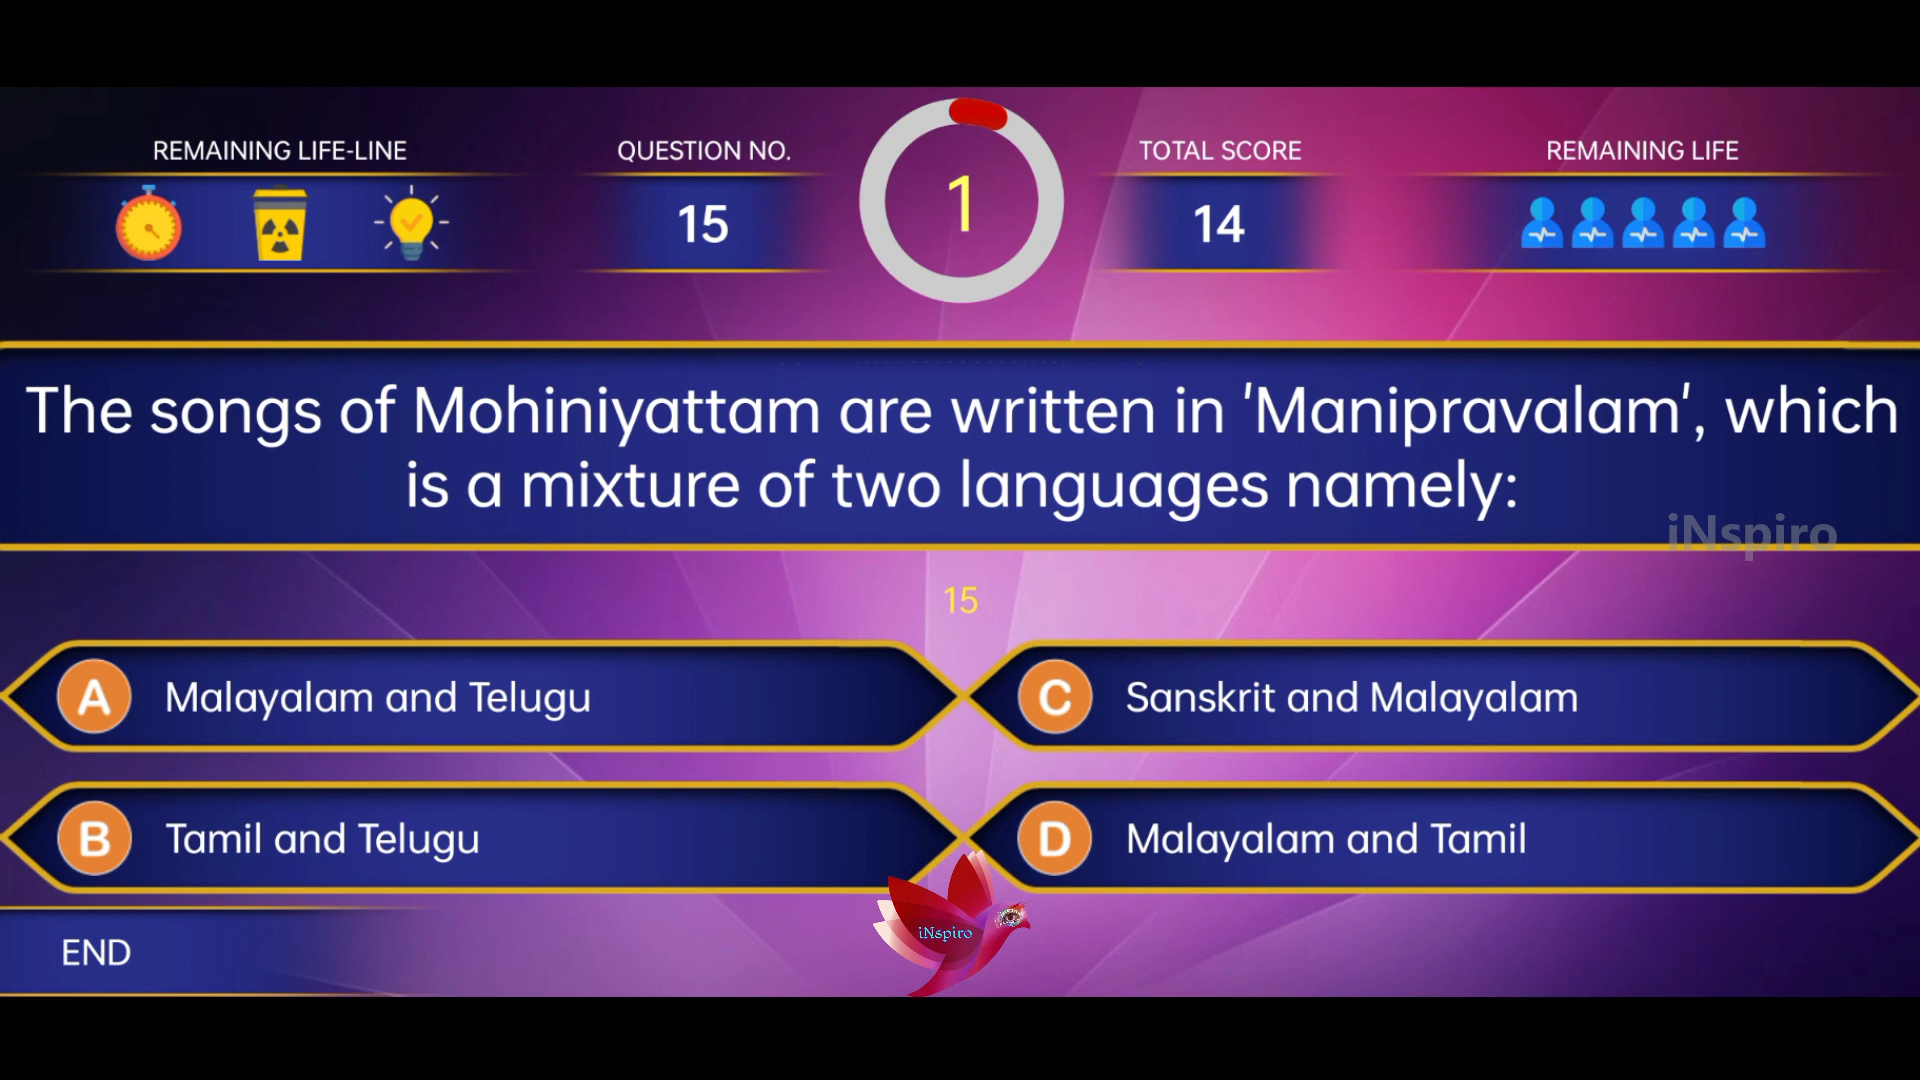 REMAINING LIFE-LINE
QUESTION NO.
15
1
TOTAL SCORE
14
REMAINING LIFE
The songs of Mohiniyattam are written in 'Manipravalam', which
is a mixture of two languages namely:
iNspiro
15
A Malayalam and Telugu
C Sanskrit and Malayalam
B Tamil and Telugu
D Malayalam and Tamil
iNspiro
END